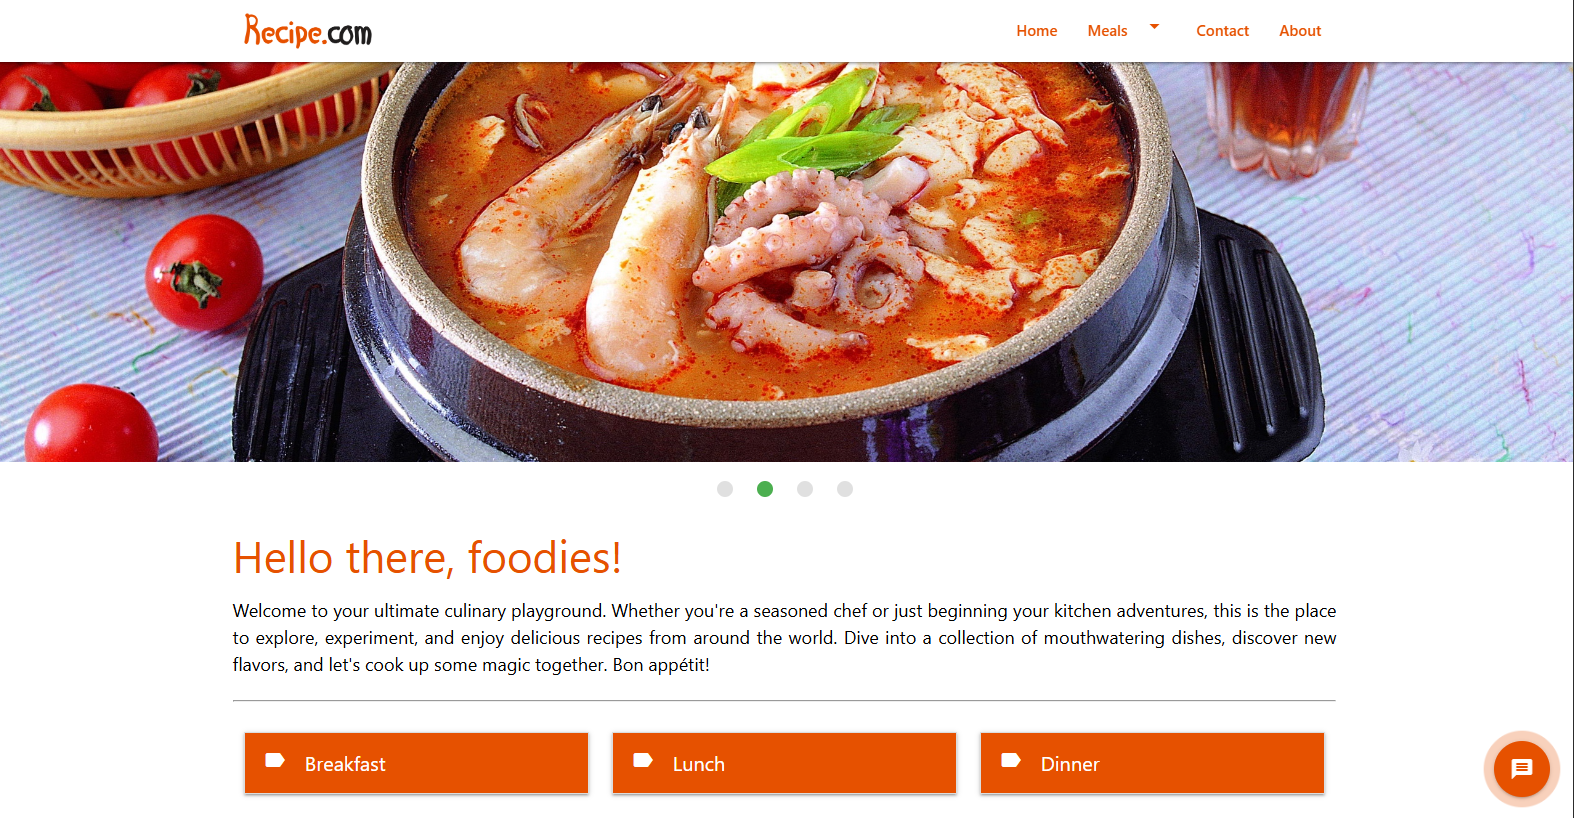 Recipe.com
Home Meals Contact About
Hello there, foodies!
Welcome to your ultimate culinary playground. Whether you're a seasoned chef or just beginning your kitchen adventures, this is the place
to explore, experiment, and enjoy delicious recipes from around the world. Dive into a collection of mouthwatering dishes, discover new
flavors, and let's cook up some magic together. Bon appétit!
Breakfast Lunch Dinner